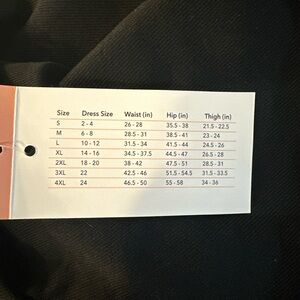 Size Dress Size Waist (in) Hip (in) Thigh (in)
S 2 - 4 26 - 28 35.5 - 38 21.5 - 22.5
M 6 - 8 28.5 - 31 38.5 - 41 23 - 24
L 10 - 12 31.5 - 34 41.5 - 44 24.5 - 26
XL 14 - 16 34.5 - 37.5 44.5 - 47 26.5 - 28
2XL 18 - 20 38 - 42 47.5 - 51 28.5 - 31
3XL 22 42.5 - 46 51.5 - 54.5 31.5 - 33.5
4XL 24 46.5 - 50 55 - 58 34 - 36